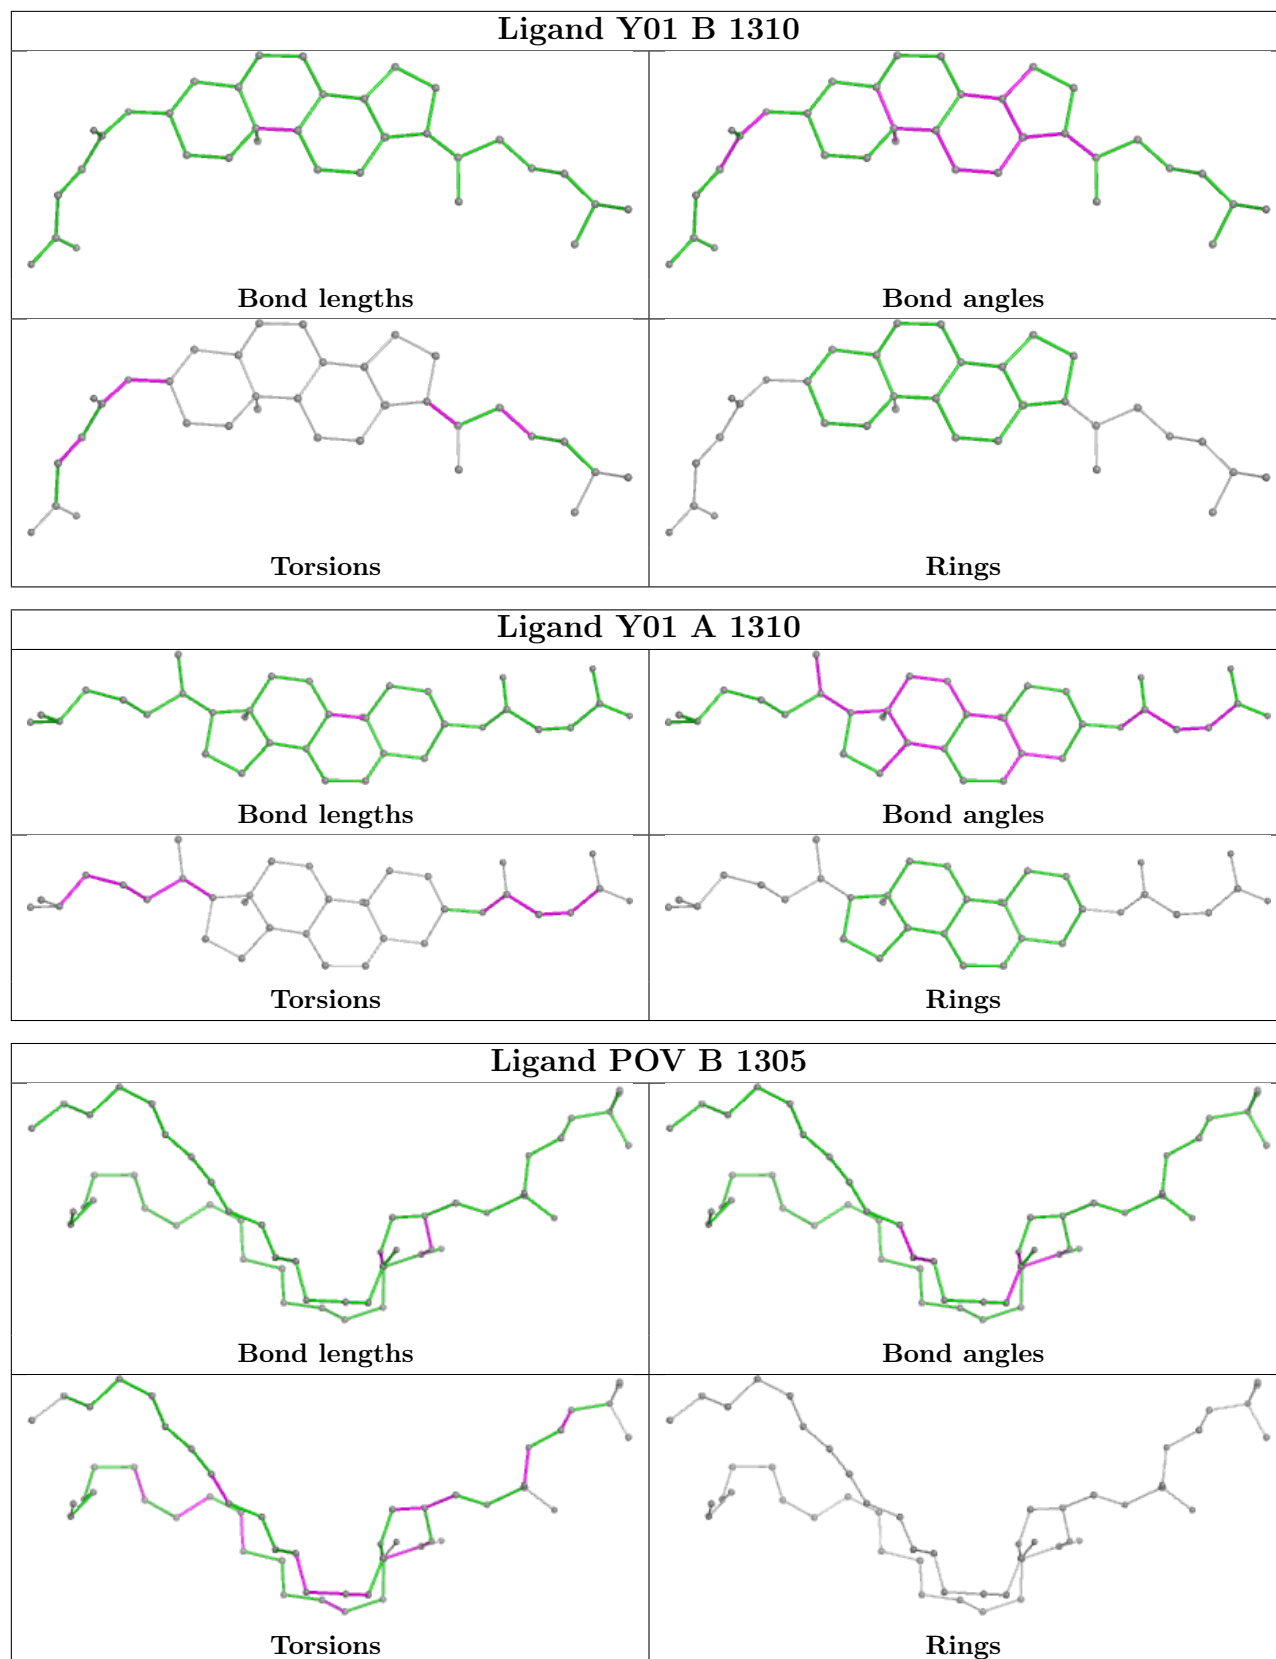 Ligand Y01 B 1310
Bond lengths
Bond angles
Torsions
Rings
Ligand Y01 A 1310
Bond lengths
Bond angles
Torsions
Rings
Ligand POV B 1305
Bond lengths
Bond angles
Torsions
Rings